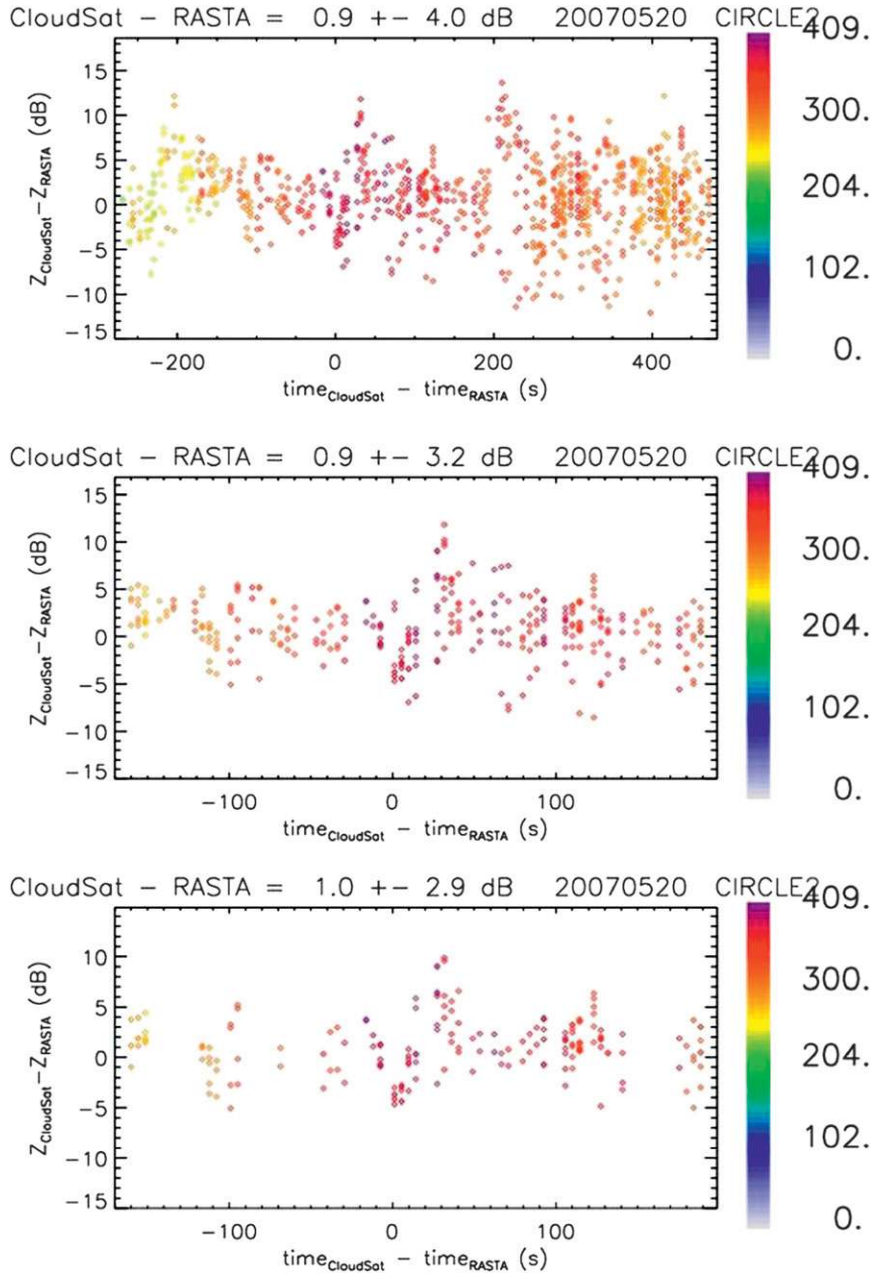 CloudSat - RASTA = 0.9 +- 4.0 dB 20070520 CIRCLE2
409.
300.
204.
102.
0.
15
10
5
0
-5
-10
-15
Z_CloudSat-Z_RASTA (dB)
-200 0 200 400
time_CloudSat - time_RASTA (s)
CloudSat - RASTA = 0.9 +- 3.2 dB 20070520 CIRCLE2
409.
300.
204.
102.
0.
15
10
5
0
-5
-10
-15
Z_CloudSat-Z_RASTA (dB)
-100 0 100
time_CloudSat - time_RASTA (s)
CloudSat - RASTA = 1.0 +- 2.9 dB 20070520 CIRCLE2
409.
300.
204.
102.
0.
10
5
0
-5
-10
-15
Z_CloudSat-Z_RASTA (dB)
-100 0 100
time_CloudSat - time_RASTA (s)